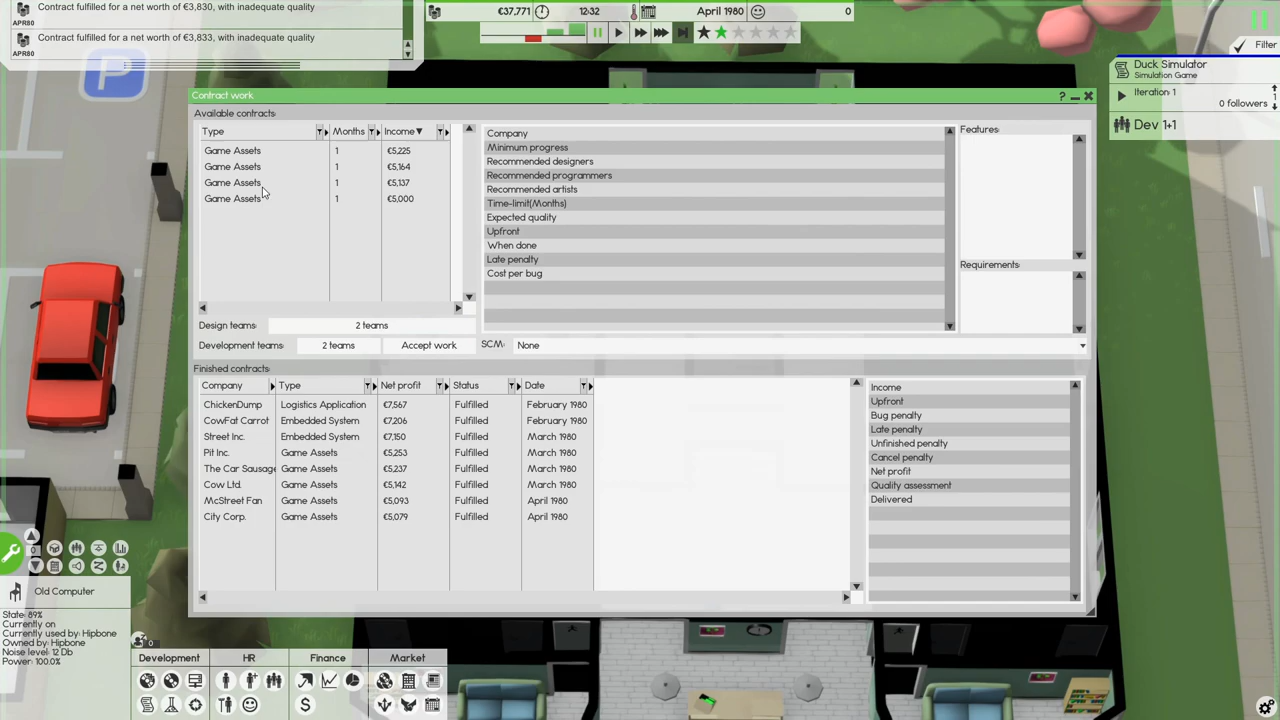 Contract fulfilled for a net worth of €3,830, with inadequate quality
APR80
Contract fulfilled for a net worth of €3,833, with inadequate quality
APR80
€37,771
12:32
April 1980
0
Filter
Duck Simulator
Simulation Game
Iteration: 1
1
0 followers
Dev 1+1
P
Contract work
?
Available contracts:
Type Months Income▼
Game Assets 1 €5,225
Game Assets 1 €5,164
Game Assets 1 €5,137
Game Assets 1 €5,000
Company
Minimum progress
Recommended designers
Recommended programmers
Recommended artists
Time-limit(Months)
Expected quality
Upfront
When done
Late penalty
Cost per bug
Features:
Requirements:
Design teams: 2 teams
Development teams: 2 teams Accept work SCM: None
Finished contracts:
Company Type Net profit Status Date
ChickenDump Logistics Application €7,567 Fulfilled February 1980
CowFat Carrot Embedded System €7,206 Fulfilled February 1980
Street Inc. Embedded System €7,150 Fulfilled March 1980
Pit Inc. Game Assets €5,253 Fulfilled March 1980
The Car Sausage Game Assets €5,237 Fulfilled March 1980
Cow Ltd. Game Assets €5,142 Fulfilled March 1980
McStreet Fan Game Assets €5,093 Fulfilled April 1980
City Corp. Game Assets €5,079 Fulfilled April 1980
Income
Upfront
Bug penalty
Late penalty
Unfinished penalty
Cancel penalty
Net profit
Quality assessment
Delivered
0
Old Computer
State: 89%
Currently on
Currently used by: Hipbone
Owned by: Hipbone
Noise level: 12 Db
Power: 100.0%
0
Development HR Finance Market
$